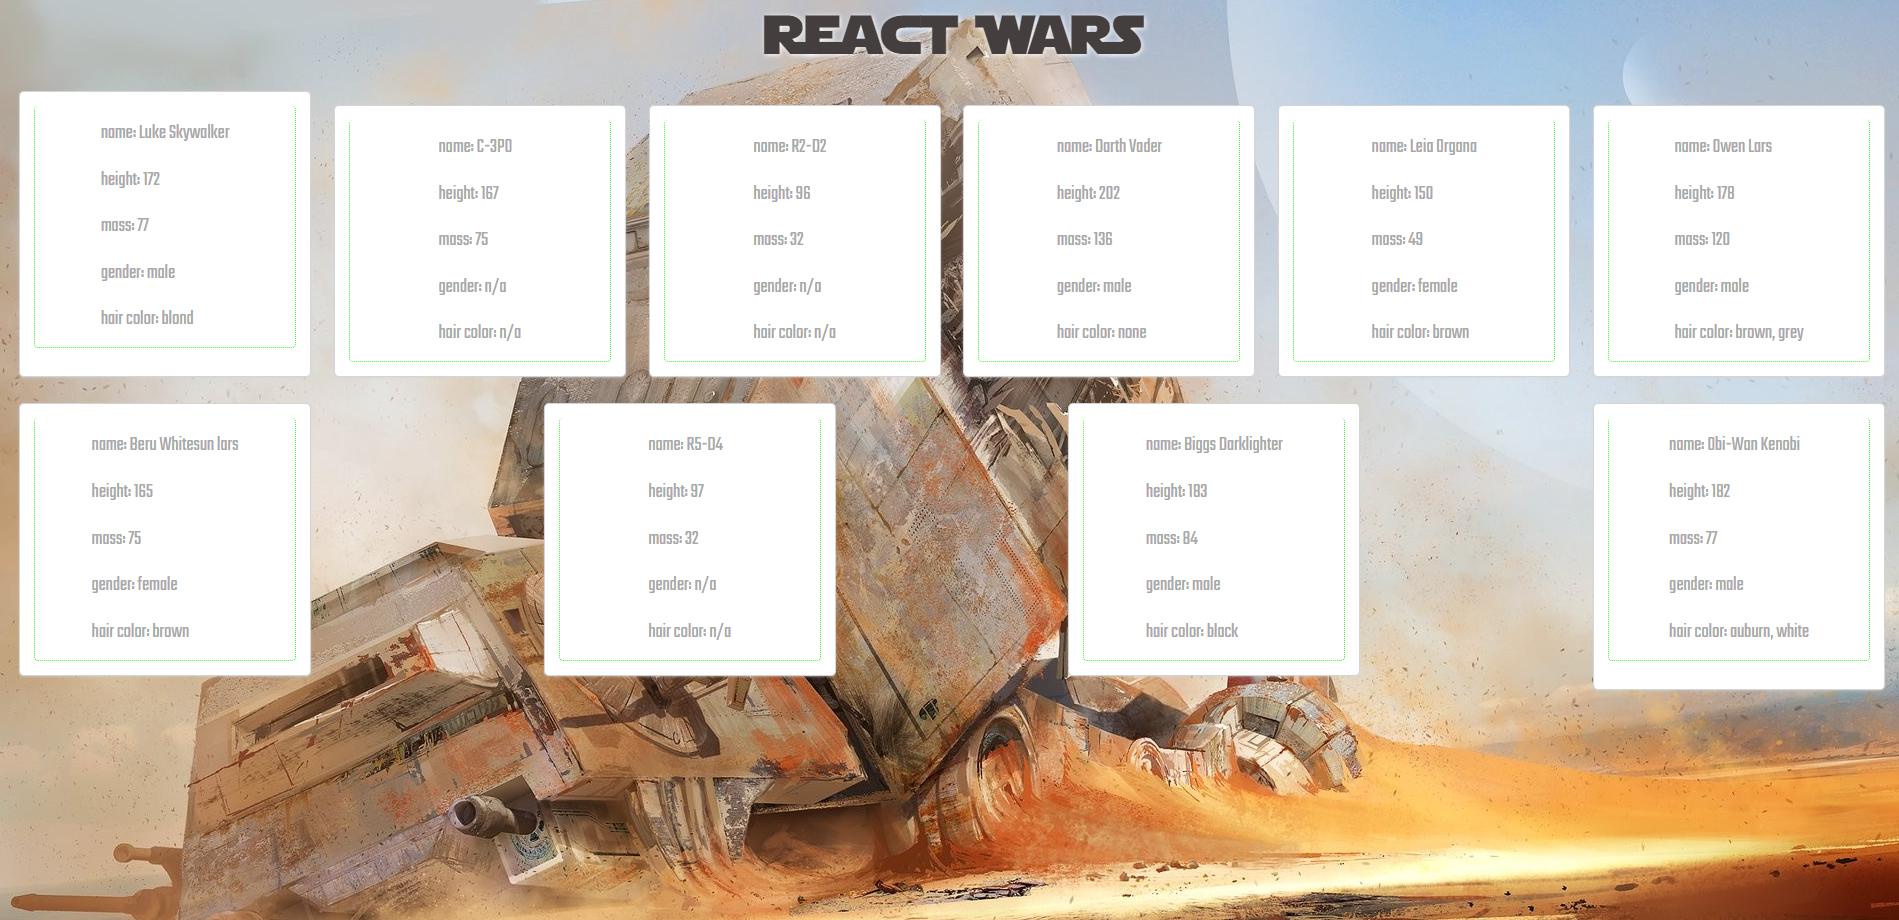 REACT WARS
name: Luke Skywalker
height: 172
mass: 77
gender: male
hair color: blond
name: C-3PO
height: 167
mass: 75
gender: n/a
hair color: n/a
name: R2-D2
height: 96
mass: 32
gender: n/a
hair color: n/a
name: Darth Vader
height: 202
mass: 136
gender: male
hair color: none
name: Leia Organa
height: 150
mass: 49
gender: female
hair color: brown
name: Owen Lars
height: 178
mass: 120
gender: male
hair color: brown, grey
name: Beru Whitesun lars
height: 165
mass: 75
gender: female
hair color: brown
name: R5-D4
height: 97
mass: 32
gender: n/a
hair color: n/a
name: Biggs Darklighter
height: 183
mass: 84
gender: male
hair color: black
name: Obi-Wan Kenobi
height: 182
mass: 77
gender: male
hair color: auburn, white